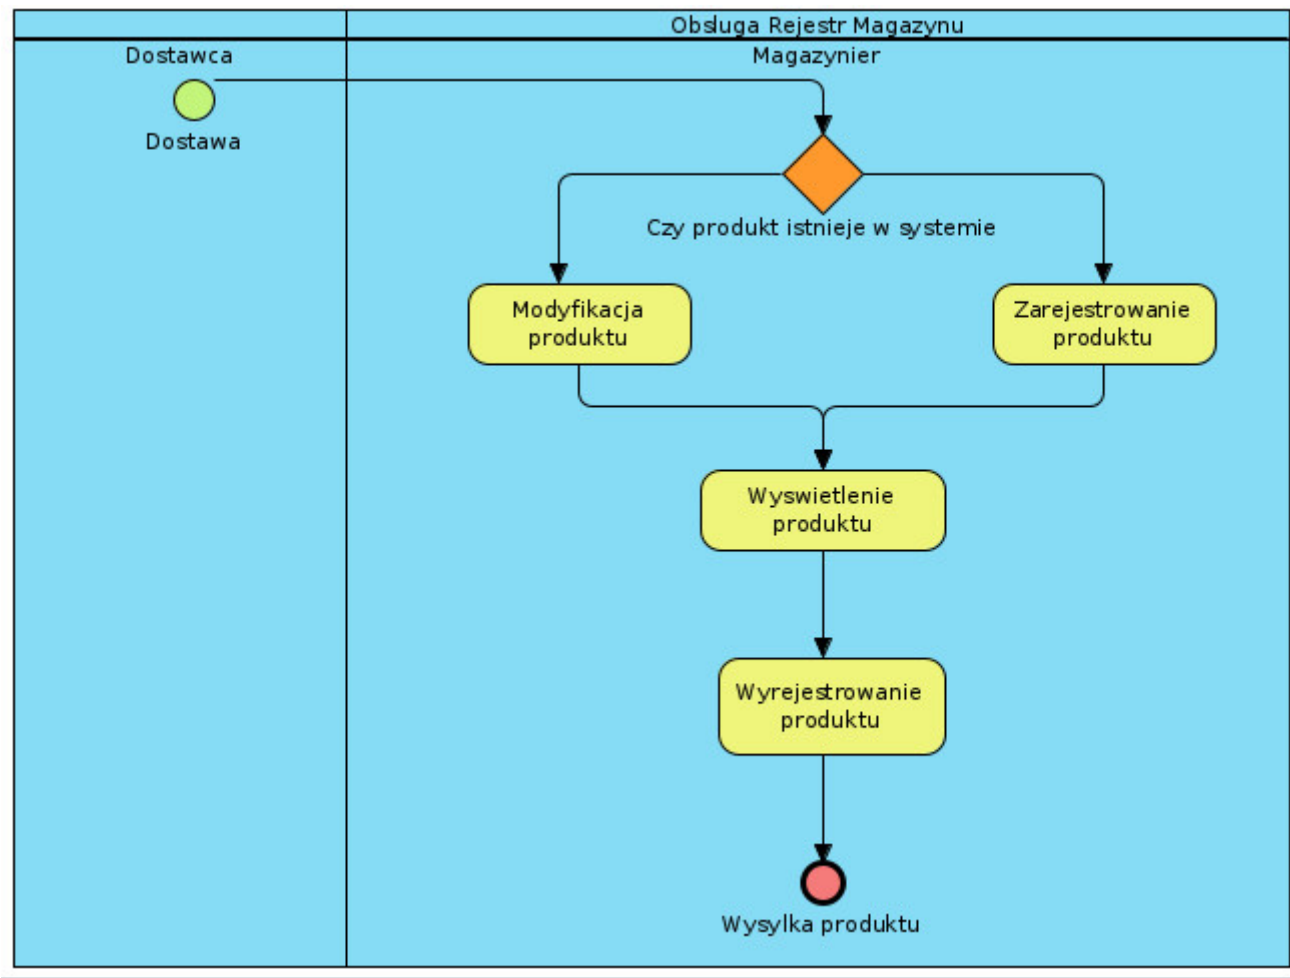 Obsluga Rejestr Magazynu
Dostawca
Magazynier
Dostawa
Czy produkt istnieje w systemie
Modyfikacja
produktu
Zarejestrowanie
produktu
Wyswietlenie
produktu
Wyrejestrowanie
produktu
Wysylka produktu